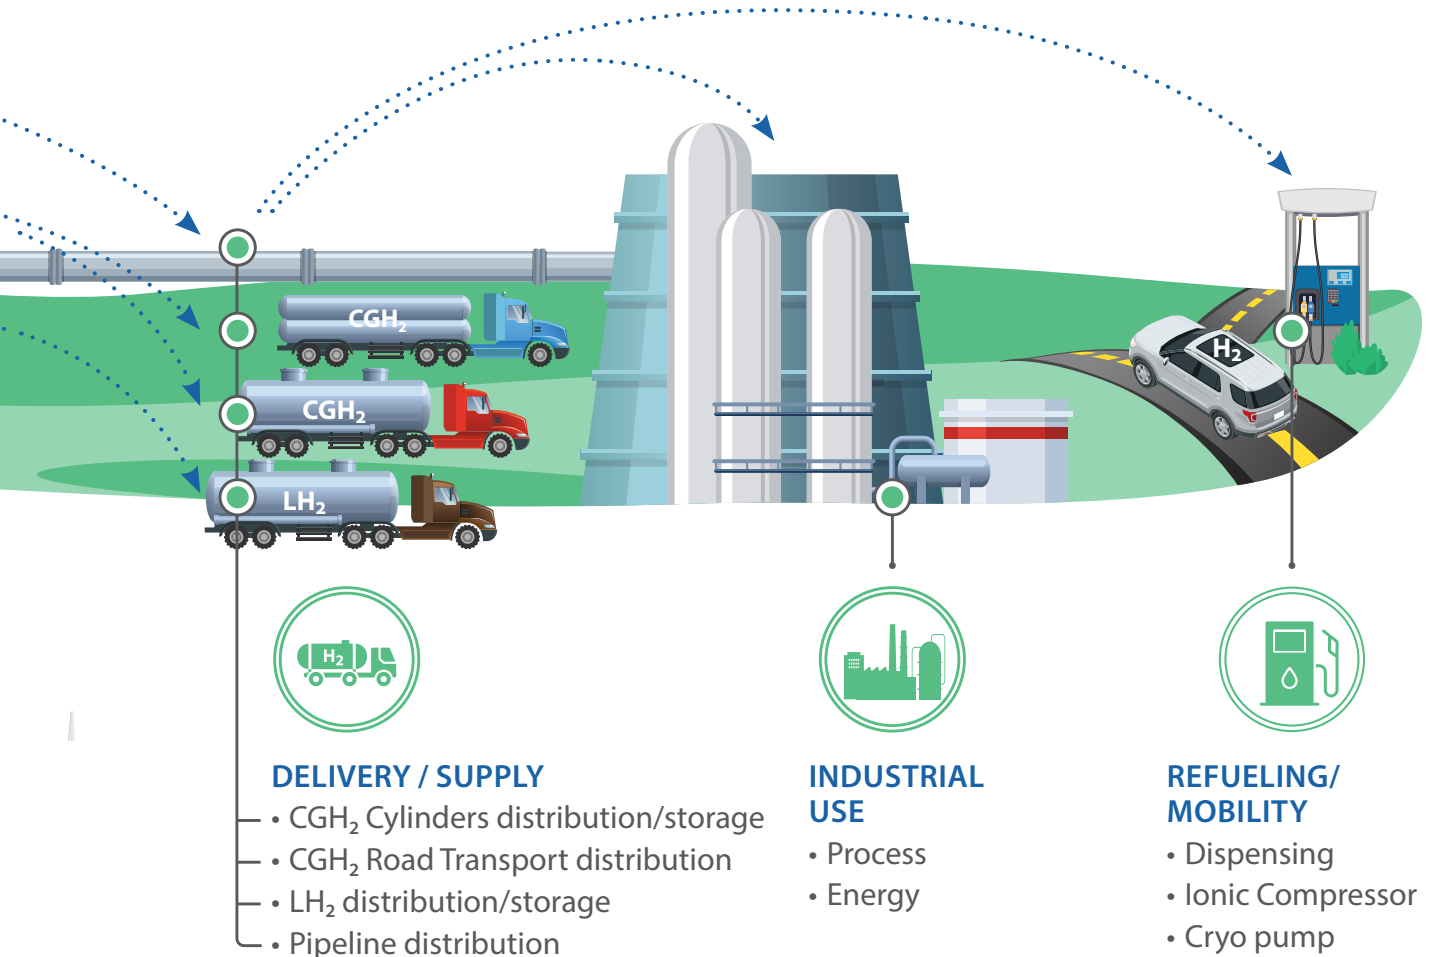 CGH₂
H₂
CGH₂
LH₂
H₂
DELIVERY / SUPPLY
• CGH₂ Cylinders distribution/storage
• CGH₂ Road Transport distribution
• LH₂ distribution/storage
• Pipeline distribution
INDUSTRIAL
USE
• Process
• Energy
REFUELING/
MOBILITY
• Dispensing
• Ionic Compressor
• Cryo pump